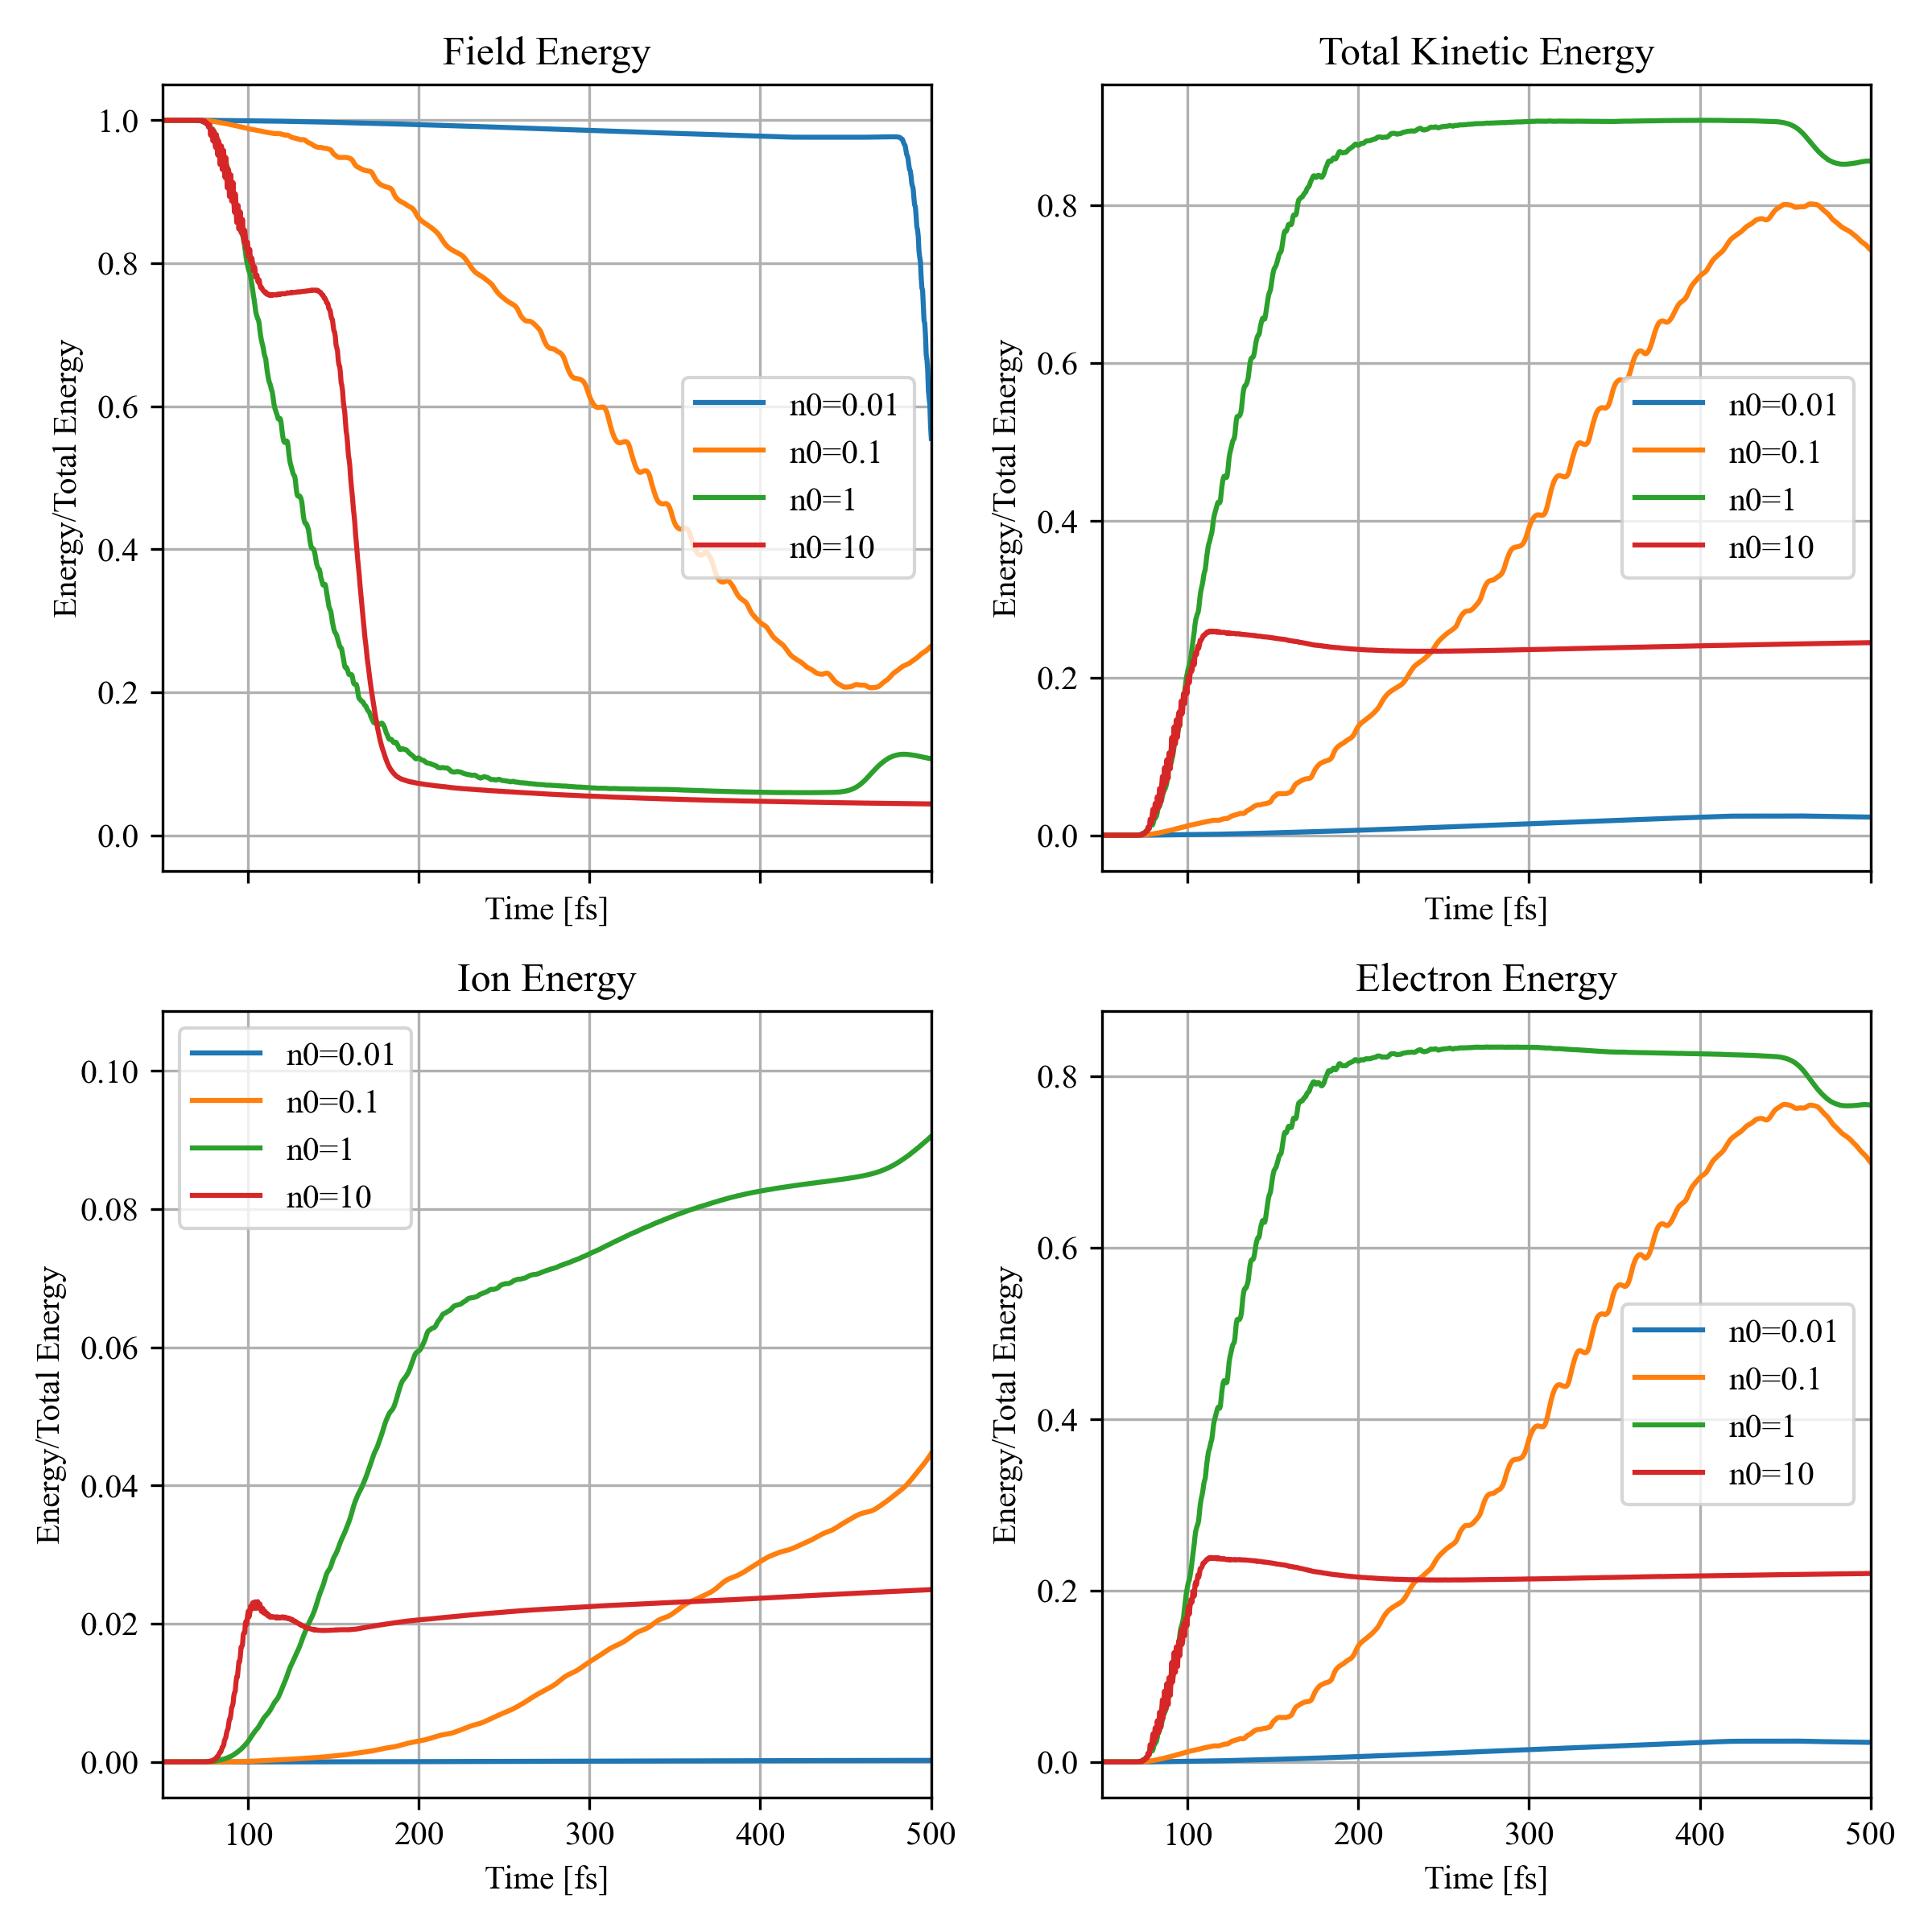 Field Energy
Energy/Total Energy
1.0
0.8
0.6
0.4
0.2
0.0
n0=0.01
n0=0.1
n0=1
n0=10
Time [fs]
Total Kinetic Energy
Energy/Total Energy
0.8
0.6
0.4
0.2
0.0
n0=0.01
n0=0.1
n0=1
n0=10
Time [fs]
Ion Energy
Energy/Total Energy
0.10
0.08
0.06
0.04
0.02
0.00
n0=0.01
n0=0.1
n0=1
n0=10
100 200 300 400 500
Time [fs]
Electron Energy
Energy/Total Energy
0.8
0.6
0.4
0.2
0.0
n0=0.01
n0=0.1
n0=1
n0=10
100 200 300 400 500
Time [fs]